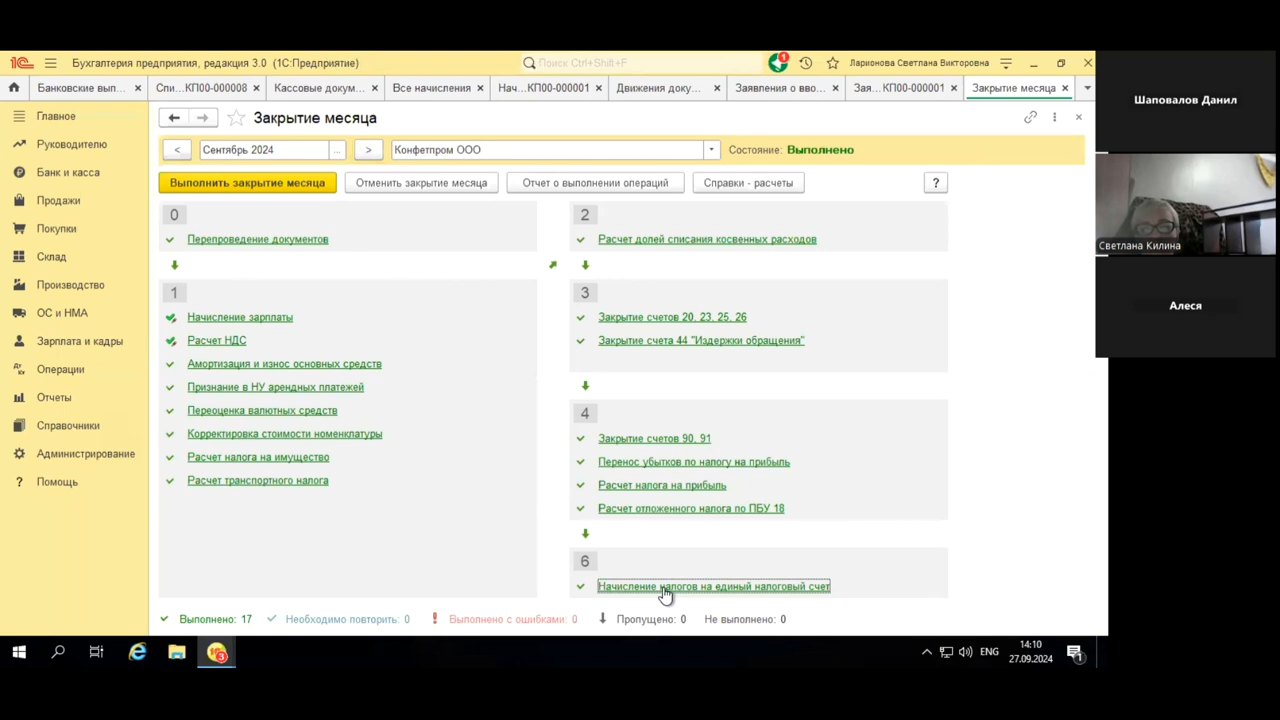 1С Бухгалтерия предприятия, редакция 3.0 (1С:Предприятие) Поиск Ctrl+Shift+F 1 Ларионова Светлана Викторовна
Банковские вып... × Спи...КП00-000008 × Кассовые докум... × Все начисления × Нач...КП00-000001 × Движения доку... × Заявления о вво... × Зая...КП00-000001 × Закрытие месяца ×
Главное
Руководителю
Банк и касса
Продажи
Покупки
Склад
Производство
ОС и НМА
Зарплата и кадры
Операции
Отчеты
Справочники
Администрирование
? Помощь
Закрытие месяца
< Сентябрь 2024 ... > Конфетпром ООО Состояние: Выполнено
Выполнить закрытие месяца Отменить закрытие месяца Отчет о выполнении операций Справки - расчеты ?
0
Перепроведение документов
1
Начисление зарплаты
Расчет НДС
Амортизация и износ основных средств
Признание в НУ арендных платежей
Переоценка валютных средств
Корректировка стоимости номенклатуры
Расчет налога на имущество
Расчет транспортного налога
2
Расчет долей списания косвенных расходов
3
Закрытие счетов 20, 23, 25, 26
Закрытие счета 44 "Издержки обращения"
4
Закрытие счетов 90, 91
Перенос убытков по налогу на прибыль
Расчет налога на прибыль
Расчет отложенного налога по ПБУ 18
6
Начисление налогов на единый налоговый счет
Выполнено: 17 Необходимо повторить: 0 Выполнено с ошибками: 0 Пропущено: 0 Не выполнено: 0
Шаповалов Данил
Светлана Килина
Алеся
3 ENG 14:10 1
27.09.2024